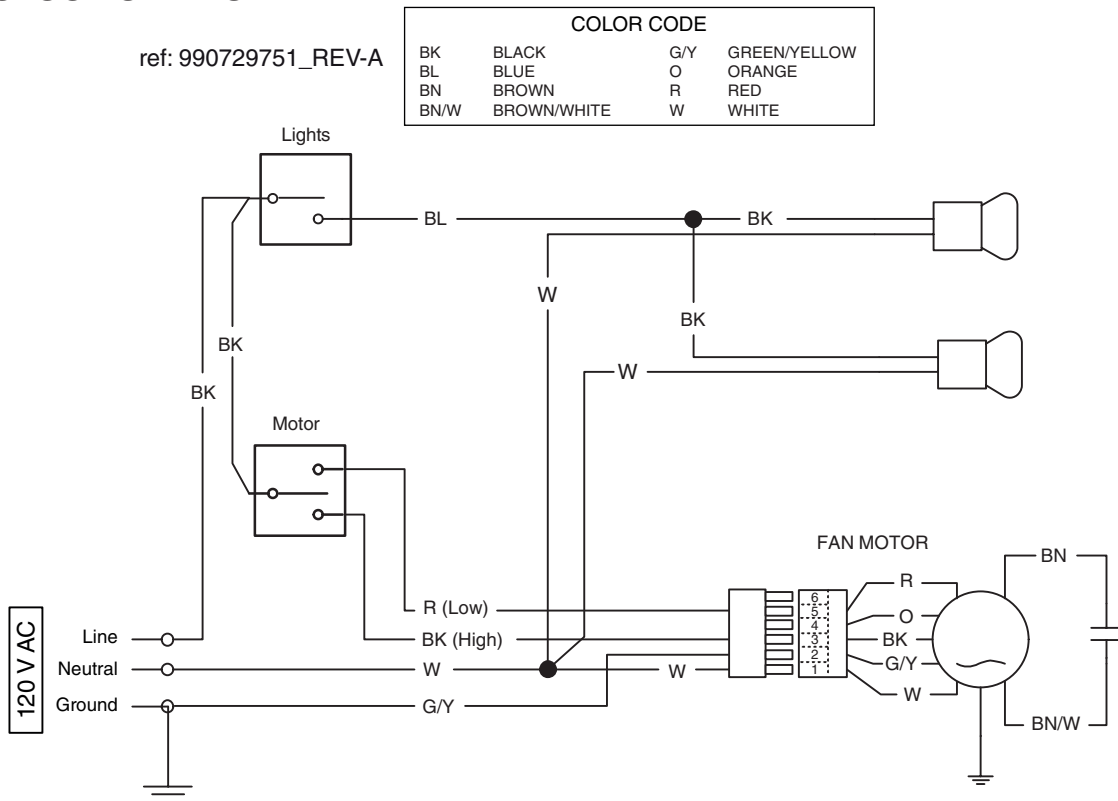 ref: 990729751_REV-A
COLOR CODE
BK BLACK G/Y GREEN/YELLOW
BL BLUE O ORANGE
BN BROWN R RED
BN/W BROWN/WHITE W WHITE
Lights
BL
BK
W
BK
BK
W
BK
Motor
FAN MOTOR
BN
R
6
R (Low)
5
O
4
120 V AC
Line
BK (High)
3
BK
2
G/Y
Neutral
W
W
1
W
Ground
G/Y
BN/W